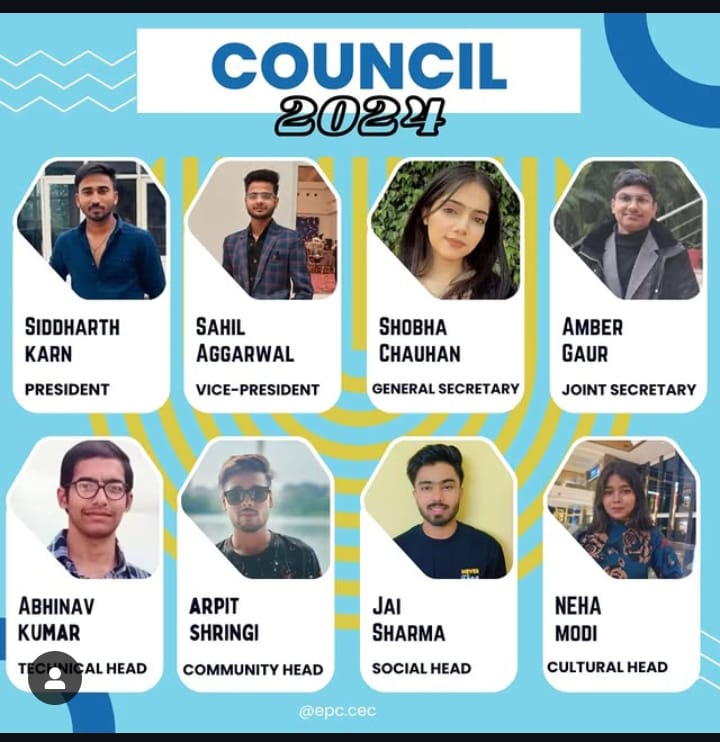 COUNCIL
2024
SIDDHARTH
KARN
PRESIDENT
SAHIL
AGGARWAL
VICE-PRESIDENT
SHOBHA
CHAUHAN
GENERAL SECRETARY
AMBER
GAUR
JOINT SECRETARY
ABHINAV
KUMAR
TECHNICAL HEAD
ARPIT
SHRINGI
COMMUNITY HEAD
JAI
SHARMA
SOCIAL HEAD
NEHA
MODI
CULTURAL HEAD
@epc.cec